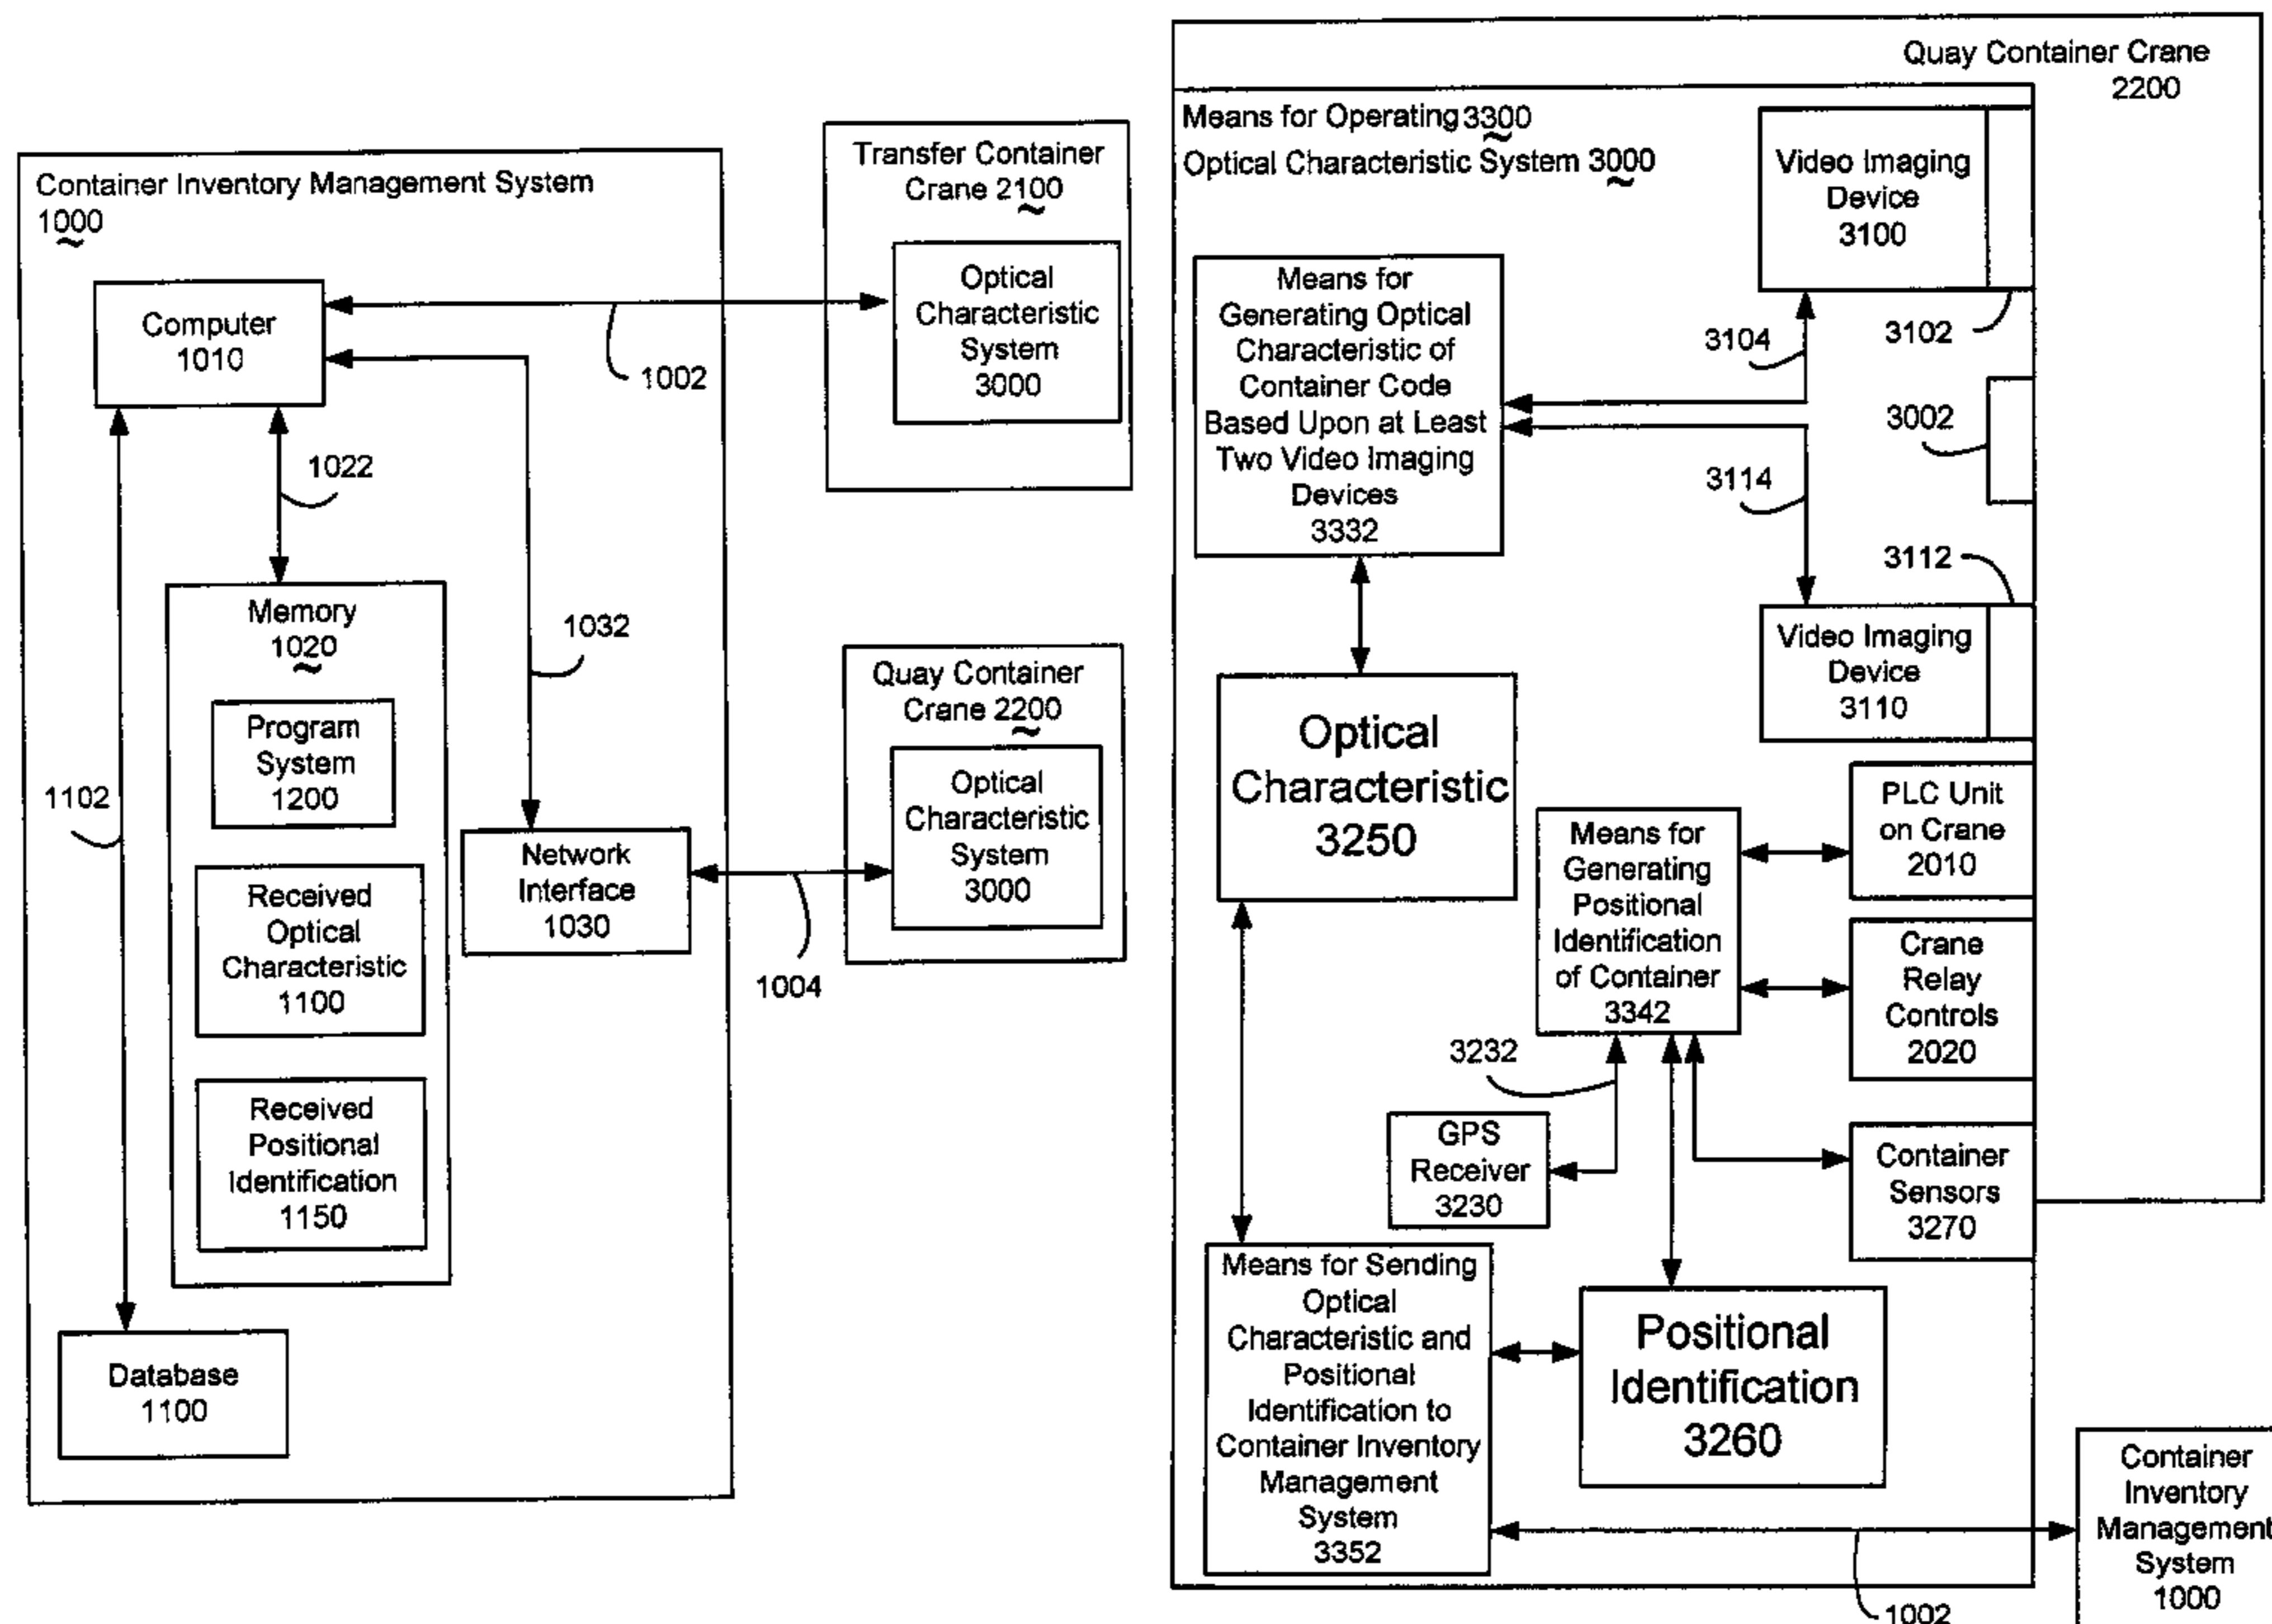 Container Inventory Management System
1000
Computer
1010
1002
1022
Memory
1020
Program
System
1200
Received
Optical
Characteristic
1100
Received
Positional
Identification
1150
1102
Database
1100
1032
Network
Interface
1030
1004
Transfer Container
Crane 2100
Optical
Characteristic
System
3000
Quay Container
Crane 2200
Optical
Characteristic
System
3000
Quay Container Crane
2200
Means for Operating 3300
Optical Characteristic System 3000
Means for
Generating Optical
Characteristic of
Container Code
Based Upon at Least
Two Video Imaging
Devices
3332
Video Imaging
Device
3100
3104
3102
3002
3114
3112
Video Imaging
Device
3110
Optical
Characteristic
3250
Means for
Generating
Positional
Identification
of Container
3342
PLC Unit
on Crane
2010
Crane
Relay
Controls
2020
3232
GPS
Receiver
3230
Container
Sensors
3270
Means for Sending
Optical
Characteristic and
Positional
Identification to
Container Inventory
Management
System
3352
Positional
Identification
3260
Container
Inventory
Management
System
1000
1002